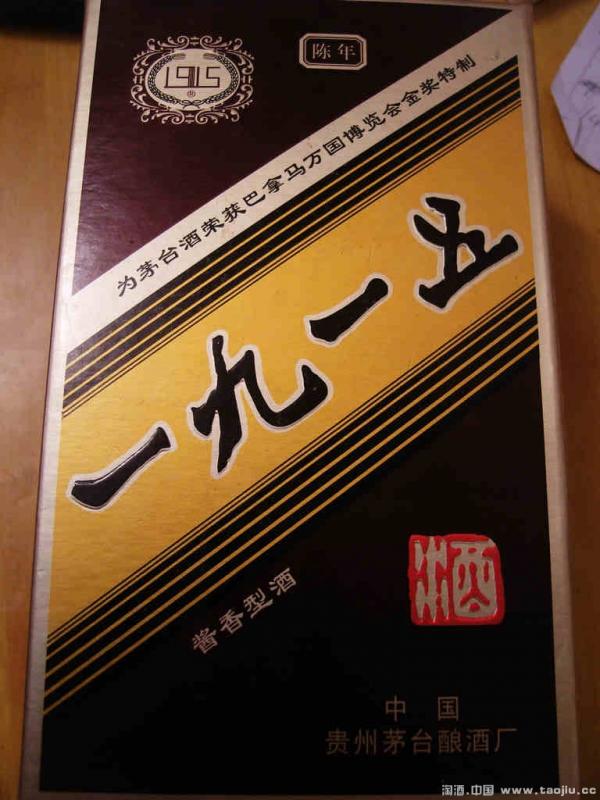 1915
®
陈年
为茅台酒荣获巴拿马万国博览会金奖特制
一九一五
酱香型酒
酒
中国
贵州茅台酿酒厂
淘酒.中国 www.taojiu.cc